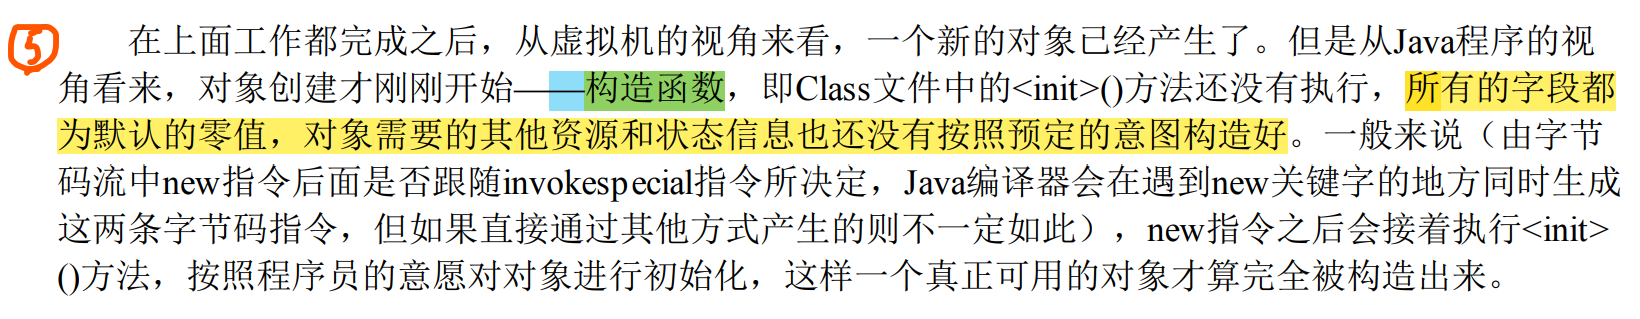 5
在上面工作都完成之后，从虚拟机的视角来看，一个新的对象已经产生了。但是从Java程序的视
角看来，对象创建才刚刚开始——构造函数，即Class文件中的<init>()方法还没有执行，所有的字段都
为默认的零值，对象需要的其他资源和状态信息也还没有按照预定的意图构造好。一般来说（由字节
码流中new指令后面是否跟随invokespecial指令所决定，Java编译器会在遇到new关键字的地方同时生成
这两条字节码指令，但如果直接通过其他方式产生的则不一定如此），new指令之后会接着执行<init>
()方法，按照程序员的意愿对对象进行初始化，这样一个真正可用的对象才算完全被构造出来。